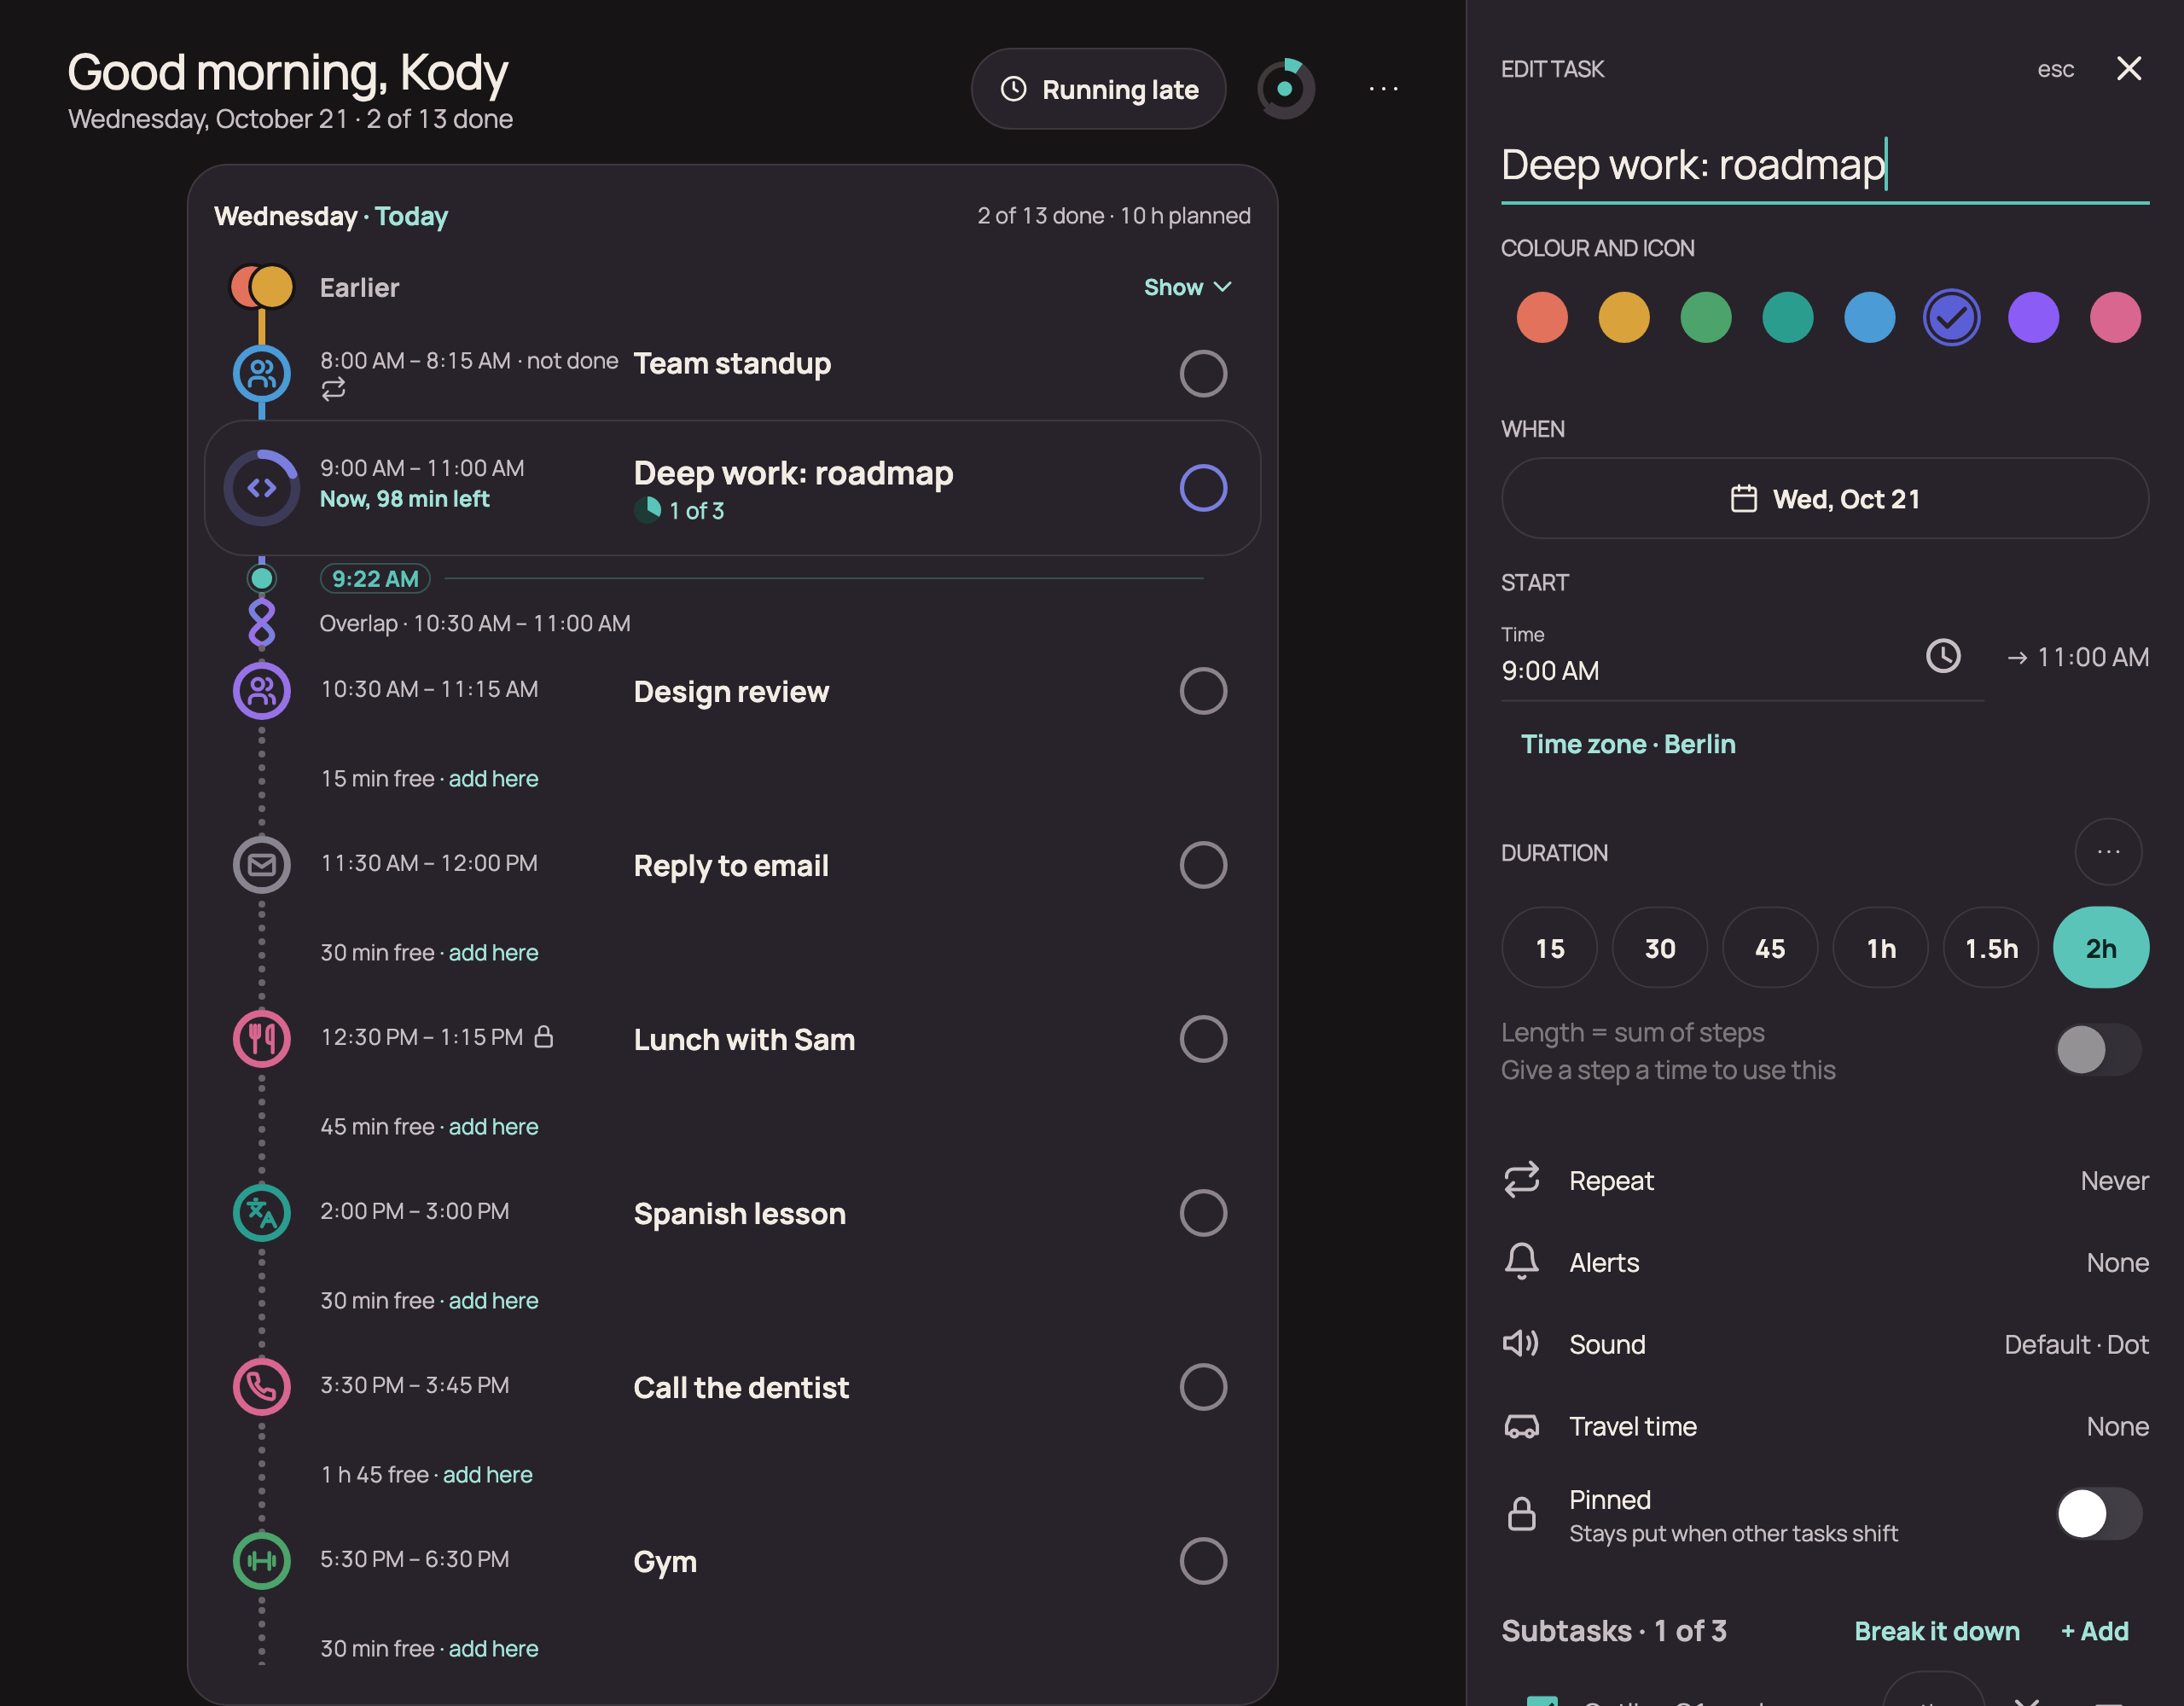 Good morning, Kody
Wednesday, October 21 · 2 of 13 done
Running late
Wednesday · Today
2 of 13 done · 10 h planned
Earlier
Show
8:00 AM – 8:15 AM · not done
Team standup
9:00 AM – 11:00 AM
Now, 98 min left
Deep work: roadmap
1 of 3
9:22 AM
Overlap · 10:30 AM – 11:00 AM
10:30 AM – 11:15 AM
Design review
15 min free · add here
11:30 AM – 12:00 PM
Reply to email
30 min free · add here
12:30 PM – 1:15 PM
Lunch with Sam
45 min free · add here
2:00 PM – 3:00 PM
Spanish lesson
30 min free · add here
3:30 PM – 3:45 PM
Call the dentist
1 h 45 free · add here
5:30 PM – 6:30 PM
Gym
30 min free · add here
EDIT TASK
esc
Deep work: roadmap
COLOUR AND ICON
WHEN
Wed, Oct 21
START
Time
9:00 AM
→ 11:00 AM
Time zone · Berlin
DURATION
15
30
45
1h
1.5h
2h
Length = sum of steps
Give a step a time to use this
Repeat
Never
Alerts
None
Sound
Default · Dot
Travel time
None
Pinned
Stays put when other tasks shift
Subtasks · 1 of 3
Break it down
+ Add